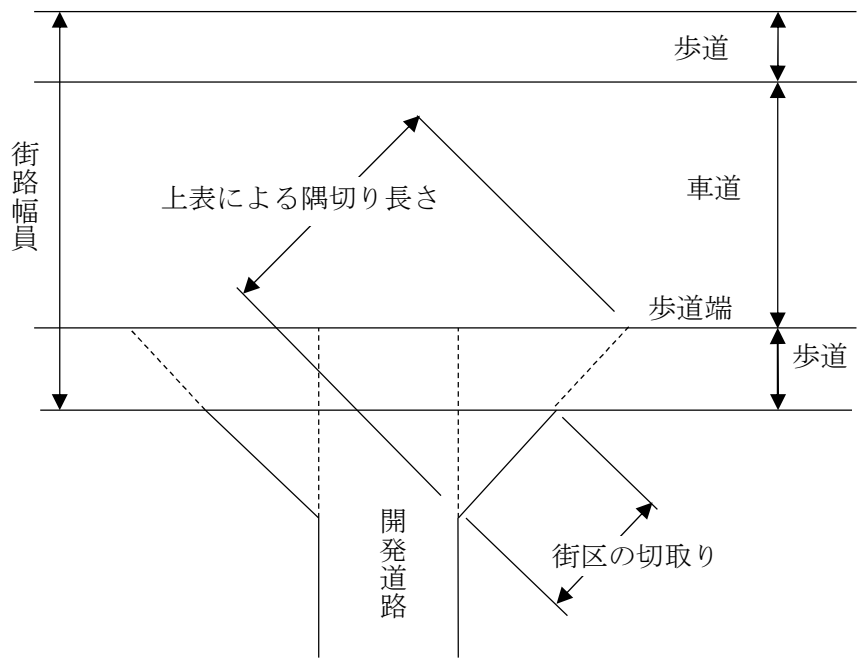 歩道
街路幅員
車道
上表による隅切り長さ
歩道端
歩道
開発道路
街区の切取り